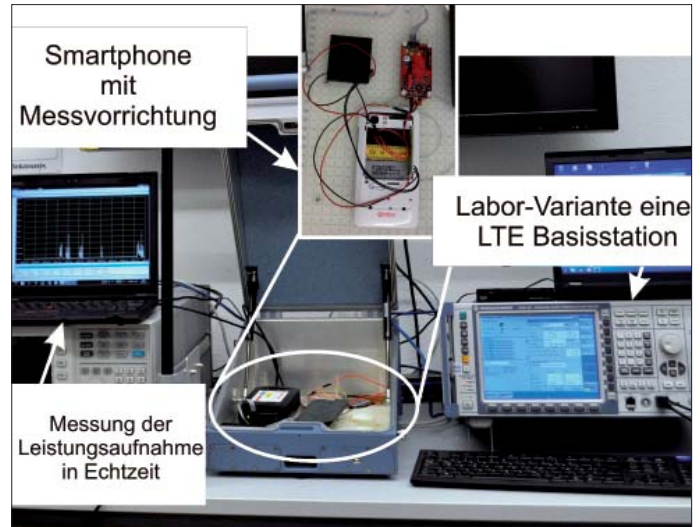 Smartphone
mit
Messvorrichtung
Labor-Variante eine
LTE Basisstation
Messung der
Leistungsaufnahme
in Echtzeit